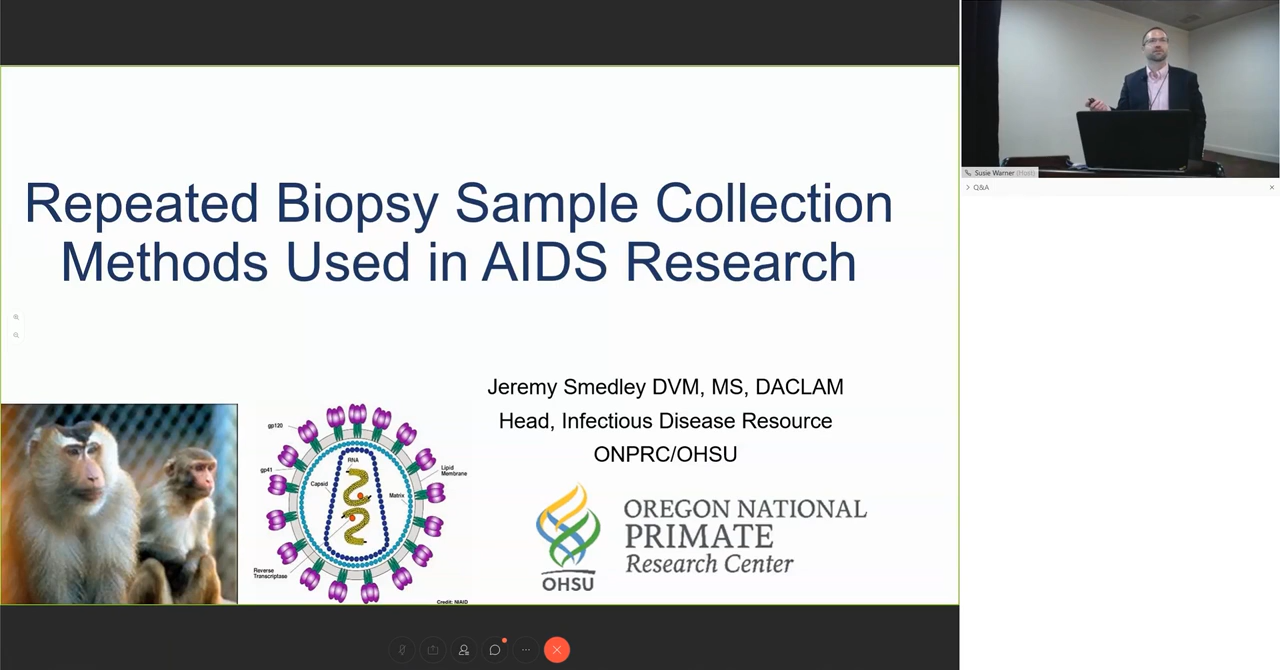 Repeated Biopsy Sample Collection
Methods Used in AIDS Research
Jeremy Smedley DVM, MS, DACLAM
Head, Infectious Disease Resource
ONPRC/OHSU
gp120
gp41
RNA
Capsid
Matrix
Lipid
Membrane
Reverse
Transcriptase
Credit: NIAID
OHSU
OREGON NATIONAL
PRIMATE
Research Center
Susie Warner (Host)
Q&A